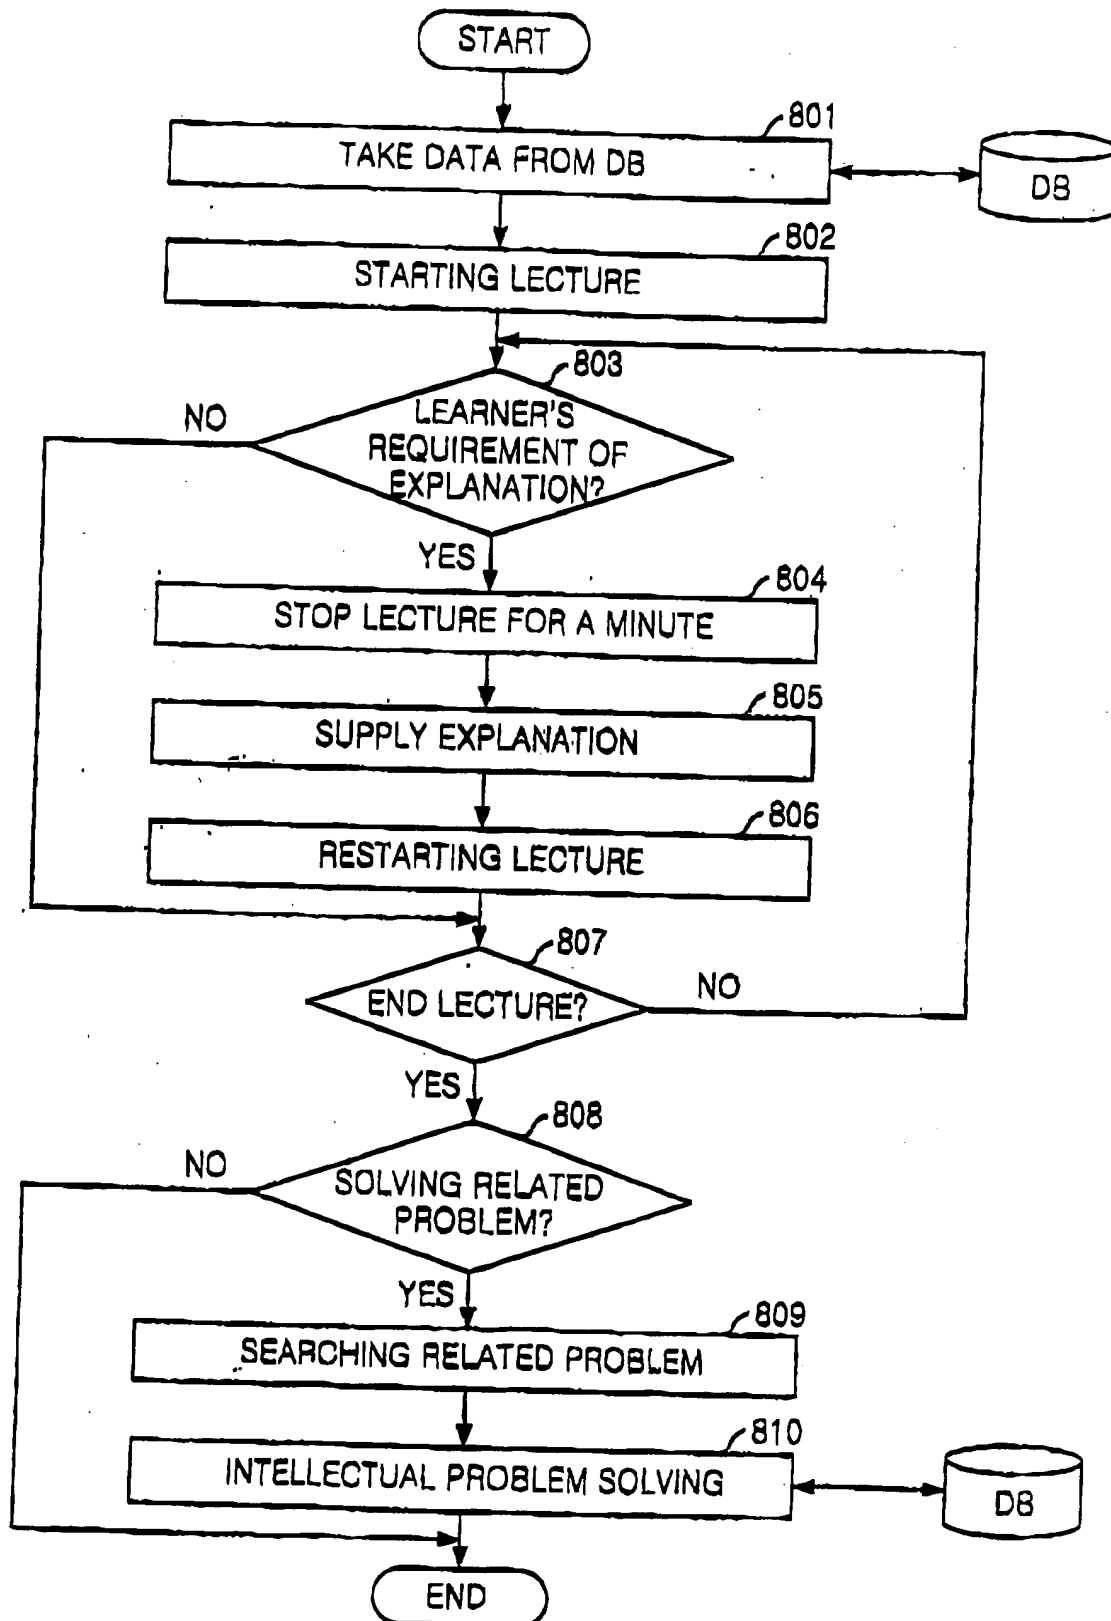 START
801
TAKE DATA FROM DB
DB
802
STARTING LECTURE
803
NO
LEARNER'S
REQUIREMENT OF
EXPLANATION?
YES
804
STOP LECTURE FOR A MINUTE
805
SUPPLY EXPLANATION
806
RESTARTING LECTURE
807
END LECTURE?
NO
YES
808
NO
SOLVING RELATED
PROBLEM?
YES
809
SEARCHING RELATED PROBLEM
810
INTELLECTUAL PROBLEM SOLVING
DB
END